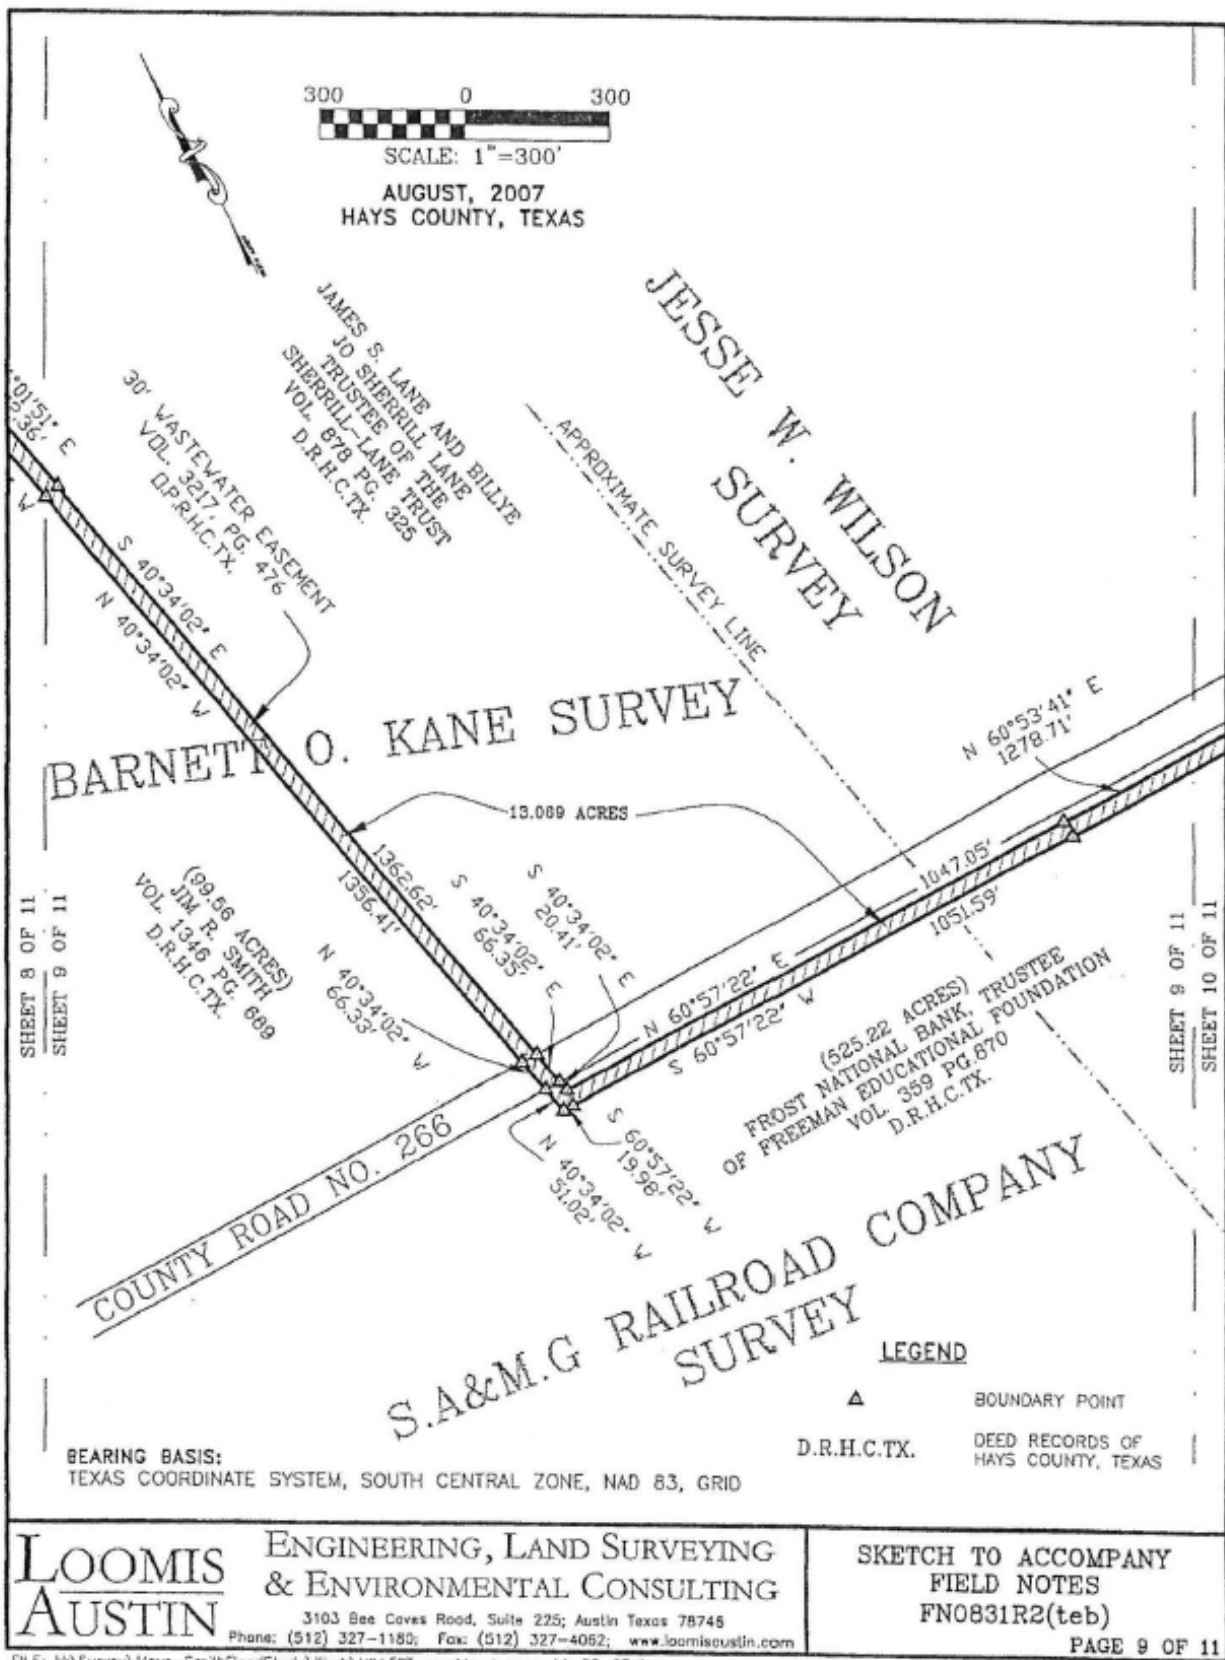 300 0 300
SCALE: 1"=300'
AUGUST, 2007
HAYS COUNTY, TEXAS
JAMES S. LANE AND BILLYE
JO SHERRILL LANE
TRUSTEE OF THE
SHERRILL-LANE TRUST
VOL. 878 PG. 325
D.R.H.C.TX.
JESSE W. WILSON
SURVEY
APPROXIMATE SURVEY LINE
°01'51" E
2.36'
W
30' WASTEWATER EASEMENT
VOL. 3217, PG. 476
O.P.R.H.C.TX.
S 40°34'02" E
N 40°34'02" W
BARNETT O. KANE SURVEY
N 60°53'41" E
1278.71'
13.069 ACRES
1362.62'
1356.41'
S 40°34'02" E
66.35'
S 40°34'02" E
20.41'
1047.05'
1051.59'
(99.56 ACRES)
JIM R. SMITH
VOL. 1346 PG. 689
D.R.H.C.TX.
N 40°34'02" W
66.33'
N 60°57'22" E
S 60°57'22" W
(525.22 ACRES)
FROST NATIONAL BANK, TRUSTEE
OF FREEMAN EDUCATIONAL FOUNDATION
VOL. 359 PG.870
D.R.H.C.TX.
SHEET 8 OF 11
SHEET 9 OF 11
SHEET 9 OF 11
SHEET 10 OF 11
COUNTY ROAD NO. 266
S 60°57'22" W
19.98'
N 40°34'02" W
51.02'
S.A&M.G RAILROAD COMPANY
SURVEY
LEGEND
BOUNDARY POINT
D.R.H.C.TX. DEED RECORDS OF
HAYS COUNTY, TEXAS
BEARING BASIS:
TEXAS COORDINATE SYSTEM, SOUTH CENTRAL ZONE, NAD 83, GRID
LOOMIS
AUSTIN
ENGINEERING, LAND SURVEYING
& ENVIRONMENTAL CONSULTING
3103 Bee Caves Road, Suite 225; Austin Texas 78746
Phone: (512) 327-1180; Fax: (512) 327-4062; www.loomisaustin.com
SKETCH TO ACCOMPANY
FIELD NOTES
FN0831R2(teb)
PAGE 9 OF 11